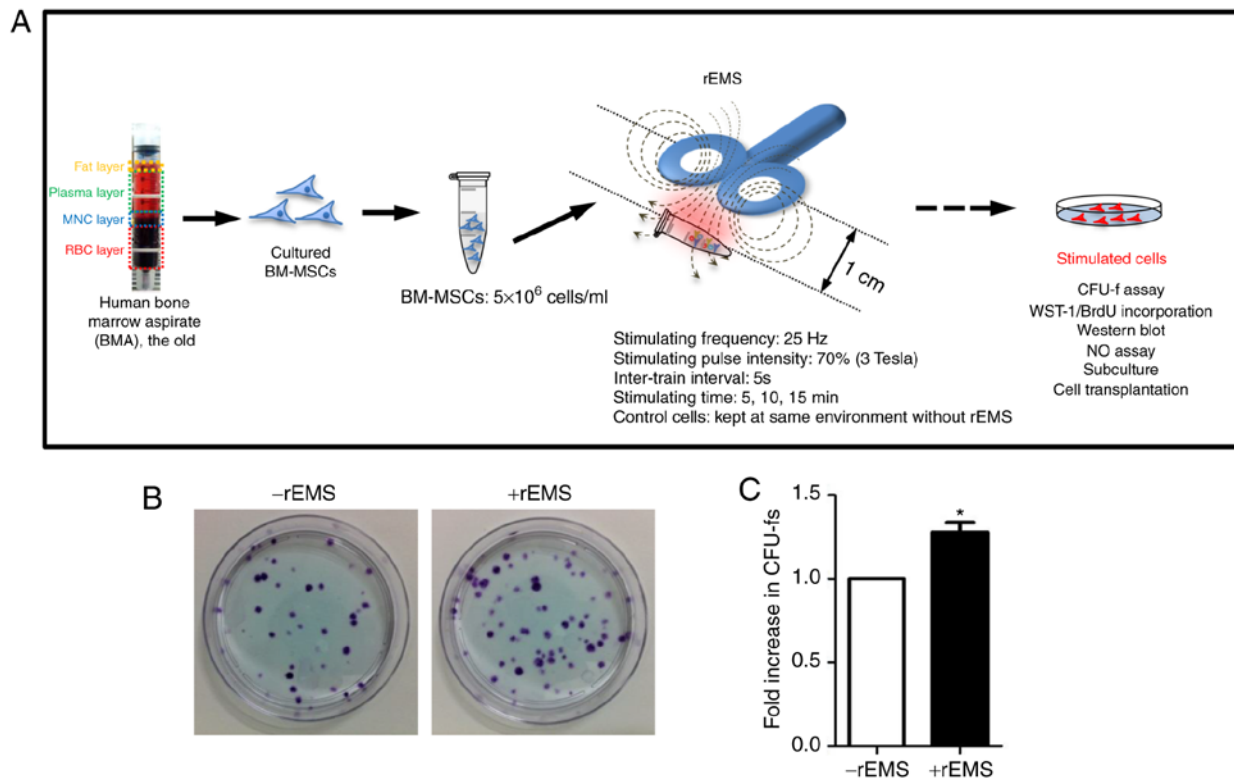 A
rEMS
Fat layer
Plasma layer
MNC layer
RBC layer
Human bone
marrow aspirate
(BMA), the old
Cultured
BM-MSCs
BM-MSCs: 5×10⁶ cells/ml
1 cm
Stimulating frequency: 25 Hz
Stimulating pulse intensity: 70% (3 Tesla)
Inter-train interval: 5s
Stimulating time: 5, 10, 15 min
Control cells: kept at same environment without rEMS
Stimulated cells
CFU-f assay
WST-1/BrdU incorporation
Western blot
NO assay
Subculture
Cell transplantation
B
−rEMS
+rEMS
C
Fold increase in CFU-fs
1.5
1.0
0.5
0.0
*
−rEMS
+rEMS